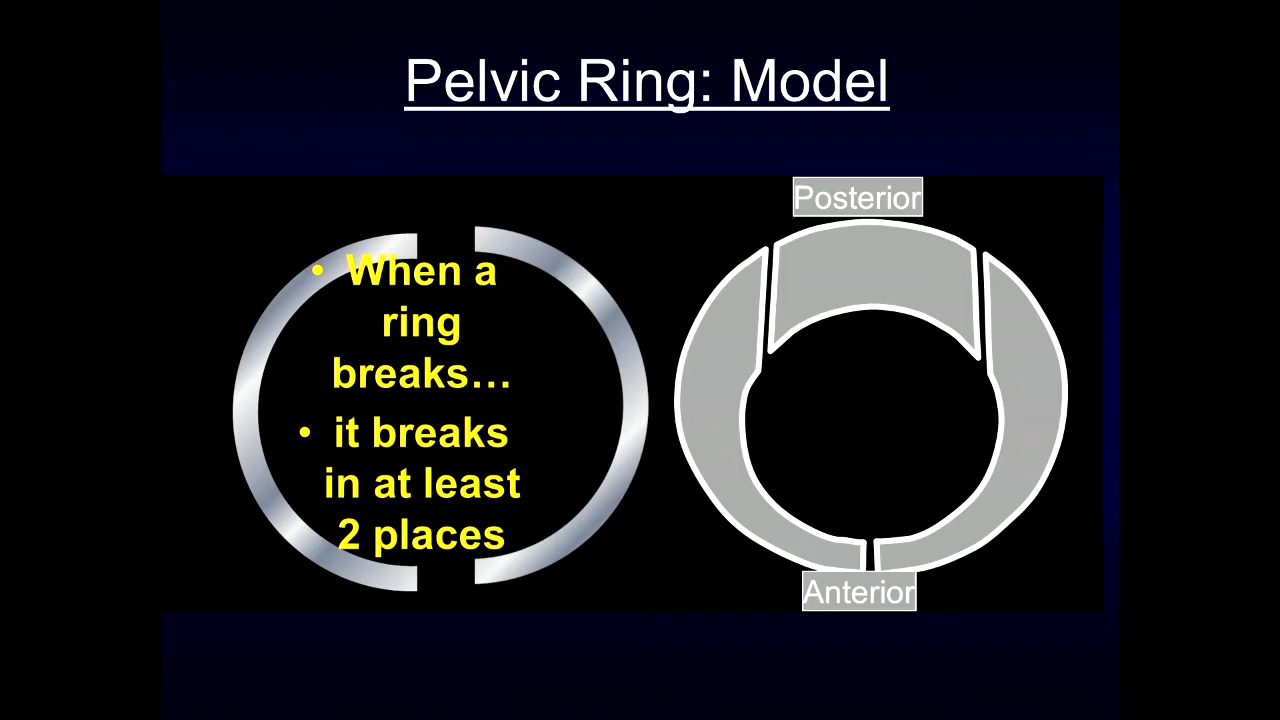 Pelvic Ring: Model
Posterior
• When a
ring
breaks…
• it breaks
in at least
2 places
Anterior